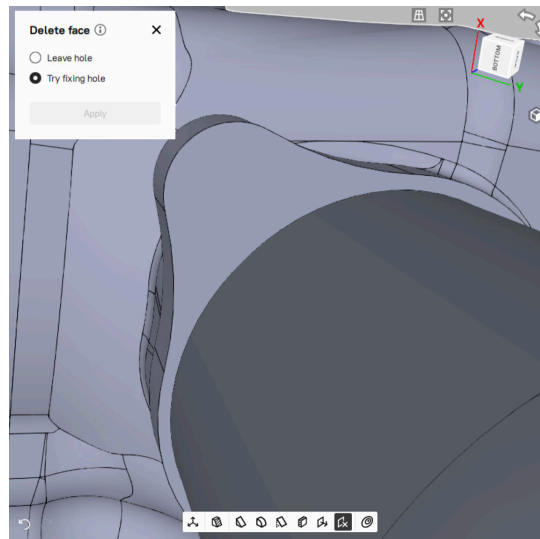 Delete face
Leave hole
Try fixing hole
Apply
X
BOTTOM
Y